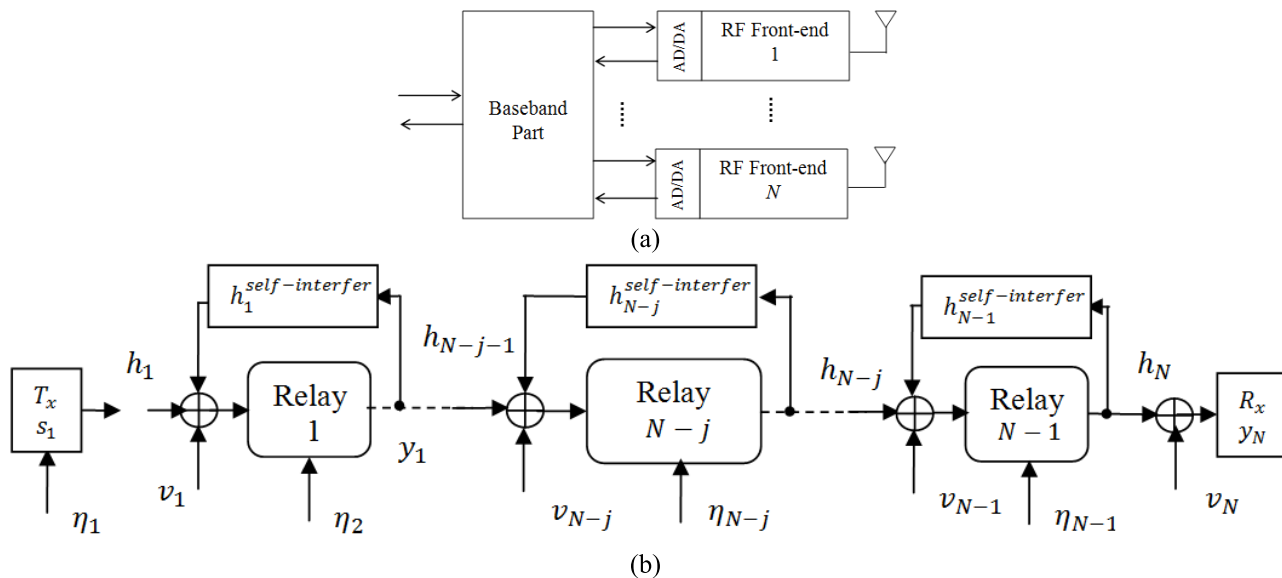 AD/DA
RF Front-end
1
Baseband
Part
AD/DA
RF Front-end
N
(a)
h_1^{self-interfer}
h_{N-j}^{self-interfer}
h_{N-1}^{self-interfer}
h_{N-j-1}
h_1
h_{N-j}
h_N
T_x
s_1
Relay
1
Relay
N − j
Relay
N − 1
R_x
y_N
y_1
v_1
η_1
η_2
v_{N-j}
η_{N-j}
v_{N-1}
η_{N-1}
v_N
(b)